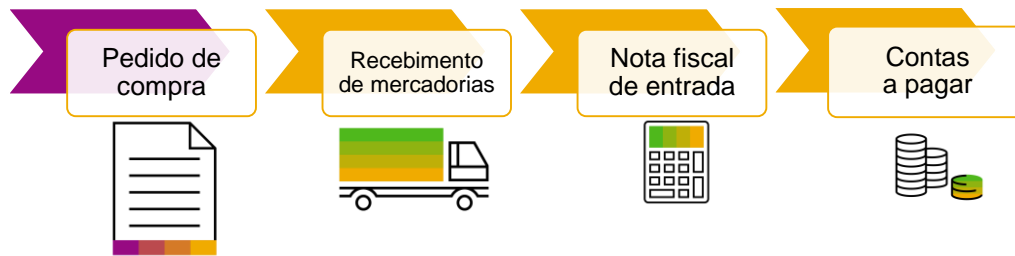 Pedido de
compra
Recebimento
de mercadorias
Nota fiscal
de entrada
Contas
a pagar